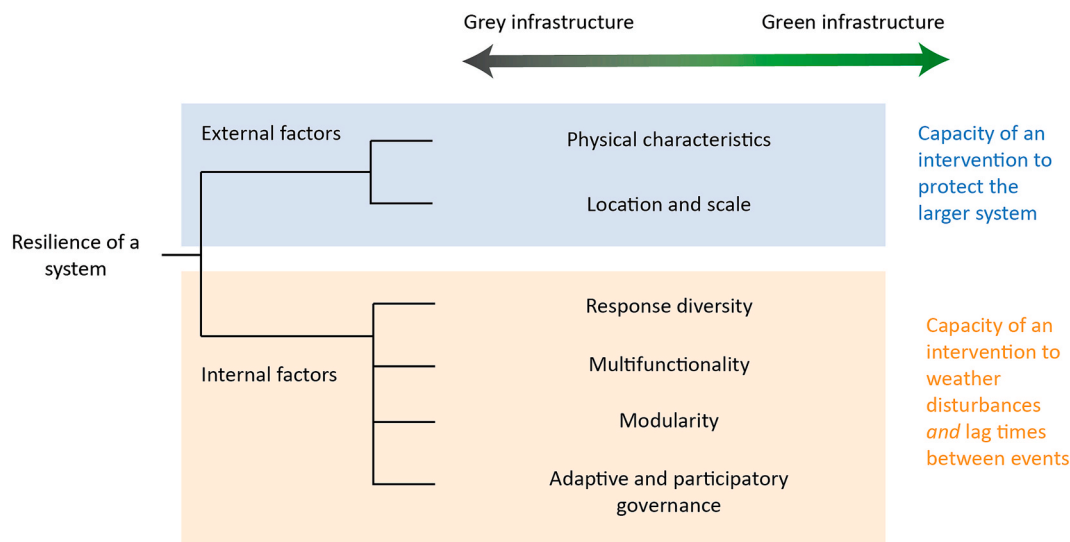 Grey infrastructure
Green infrastructure
External factors
Physical characteristics
Location and scale
Capacity of an
intervention to
protect the
larger system
Resilience of a
system
Internal factors
Response diversity
Multifunctionality
Modularity
Adaptive and participatory
governance
Capacity of an
intervention to
weather
disturbances
and lag times
between events